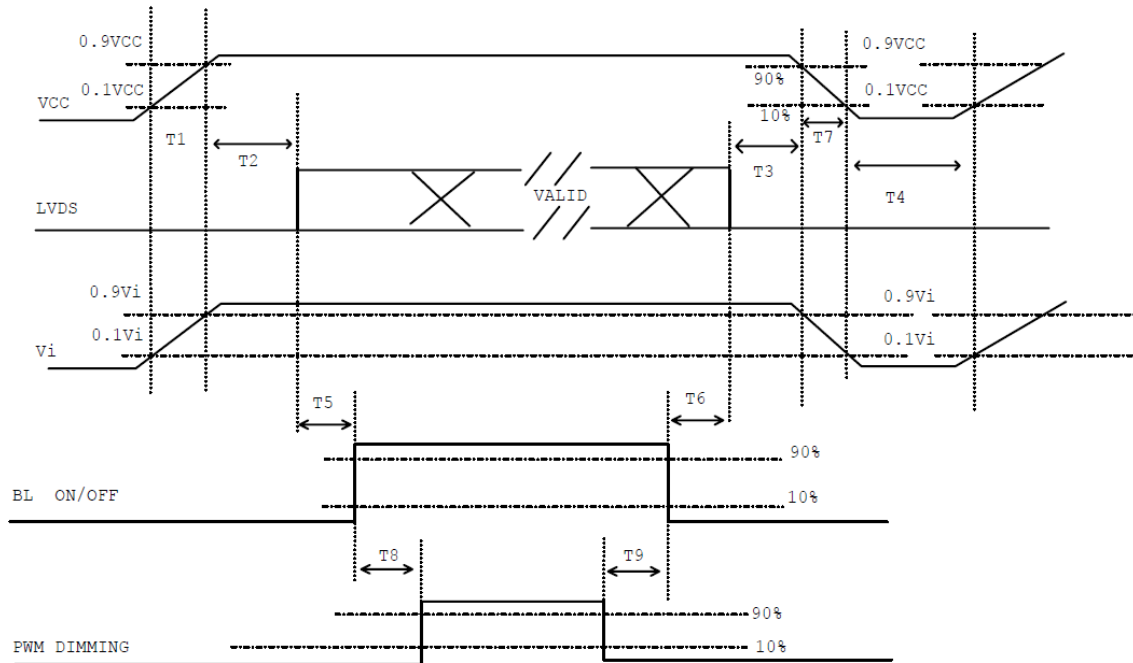 0.9VCC
0.9VCC
90%
0.1VCC
0.1VCC
VCC
10%
T1
T2
T3
T7
T4
VALID
LVDS
0.9Vi
0.9Vi
0.1Vi
0.1Vi
Vi
T5
T6
90%
BL ON/OFF
10%
T8
T9
90%
PWM DIMMING
10%